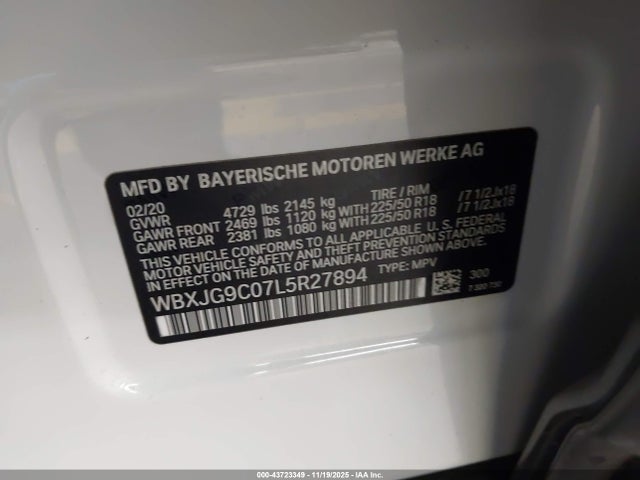 MFD BY BAYERISCHE MOTOREN WERKE AG
02/20 TIRE / RIM
GVWR 4729 lbs 2145 kg
GAWR FRONT 2469 lbs 1120 kg WITH 225/50 R18 /7 1/2Jx18
GAWR REAR 2381 lbs 1080 kg WITH 225/50 R18 /7 1/2Jx18
THIS VEHICLE CONFORMS TO ALL APPLICABLE U. S. FEDERAL
MOTOR VEHICLE SAFETY AND THEFT PREVENTION STANDARDS
IN EFFECT ON THE DATE OF MANUFACTURE SHOWN ABOVE.
WBXJG9C07L5R27894 TYPE: MPV 300
7 300 730
000-43723349 - 11/19/2025 - IAA Inc.